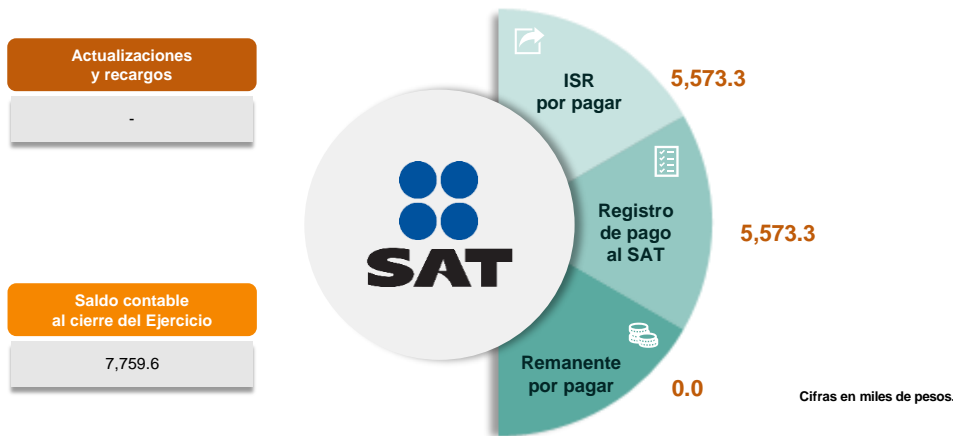 Actualizaciones
y recargos
-
Saldo contable
al cierre del Ejercicio
7,759.6
SAT
ISR
por pagar
5,573.3
Registro
de pago
al SAT
5,573.3
Remanente
por pagar
0.0
Cifras en miles de pesos.